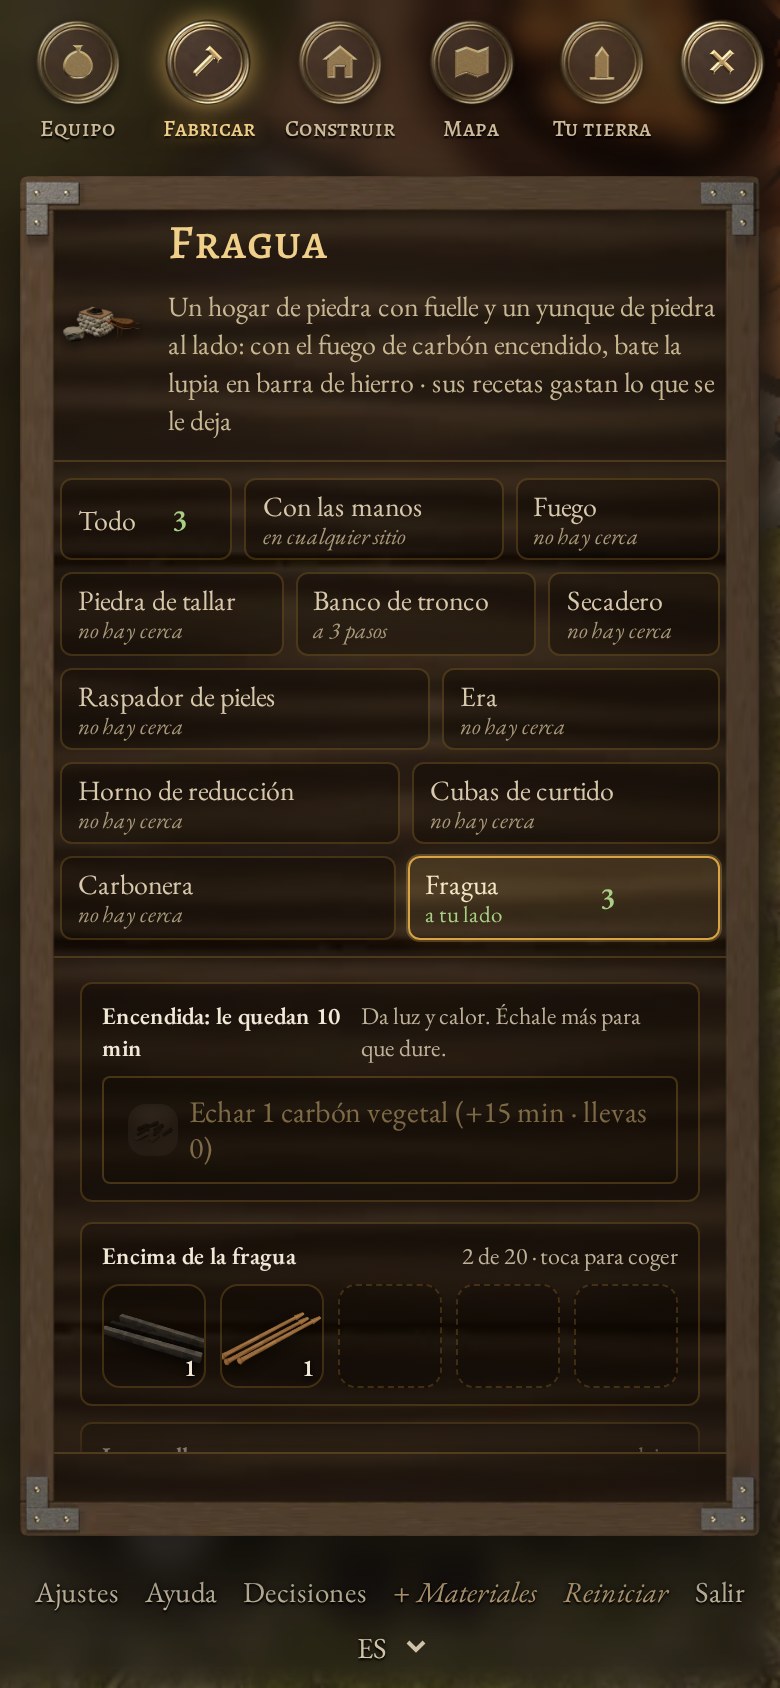 Equipo
Fabricar
Construir
Mapa
Tu tierra
Fragua
Un hogar de piedra con fuelle y un yunque de piedra
al lado: con el fuego de carbón encendido, bate la
lupia en barra de hierro · sus recetas gastan lo que se
le deja
Todo 3
Con las manos
en cualquier sitio
Fuego
no hay cerca
Piedra de tallar
no hay cerca
Banco de tronco
a 3 pasos
Secadero
no hay cerca
Raspador de pieles
no hay cerca
Era
no hay cerca
Horno de reducción
no hay cerca
Cubas de curtido
no hay cerca
Carbonera
no hay cerca
Fragua
a tu lado
3
Encendida: le quedan 10
min
Da luz y calor. Échale más para
que dure.
Echar 1 carbón vegetal (+15 min · llevas
0)
Encima de la fragua
2 de 20 · toca para coger
1
1
Ajustes
Ayuda
Decisiones
+ Materiales
Reiniciar
Salir
ES